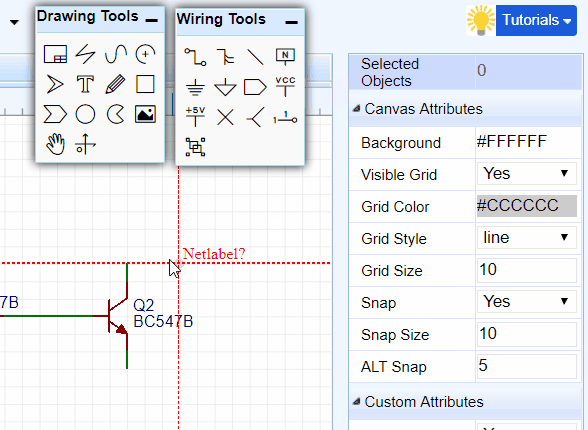 Drawing Tools
Wiring Tools
Tutorials
N
VCC
+5V
T
1
1
Netlabel?
7B
Q2
BC547B
Selected Objects 0
Canvas Attributes
Background #FFFFFF
Visible Grid Yes
Grid Color #CCCCCC
Grid Style line
Grid Size 10
Snap Yes
Snap Size 10
ALT Snap 5
Custom Attributes